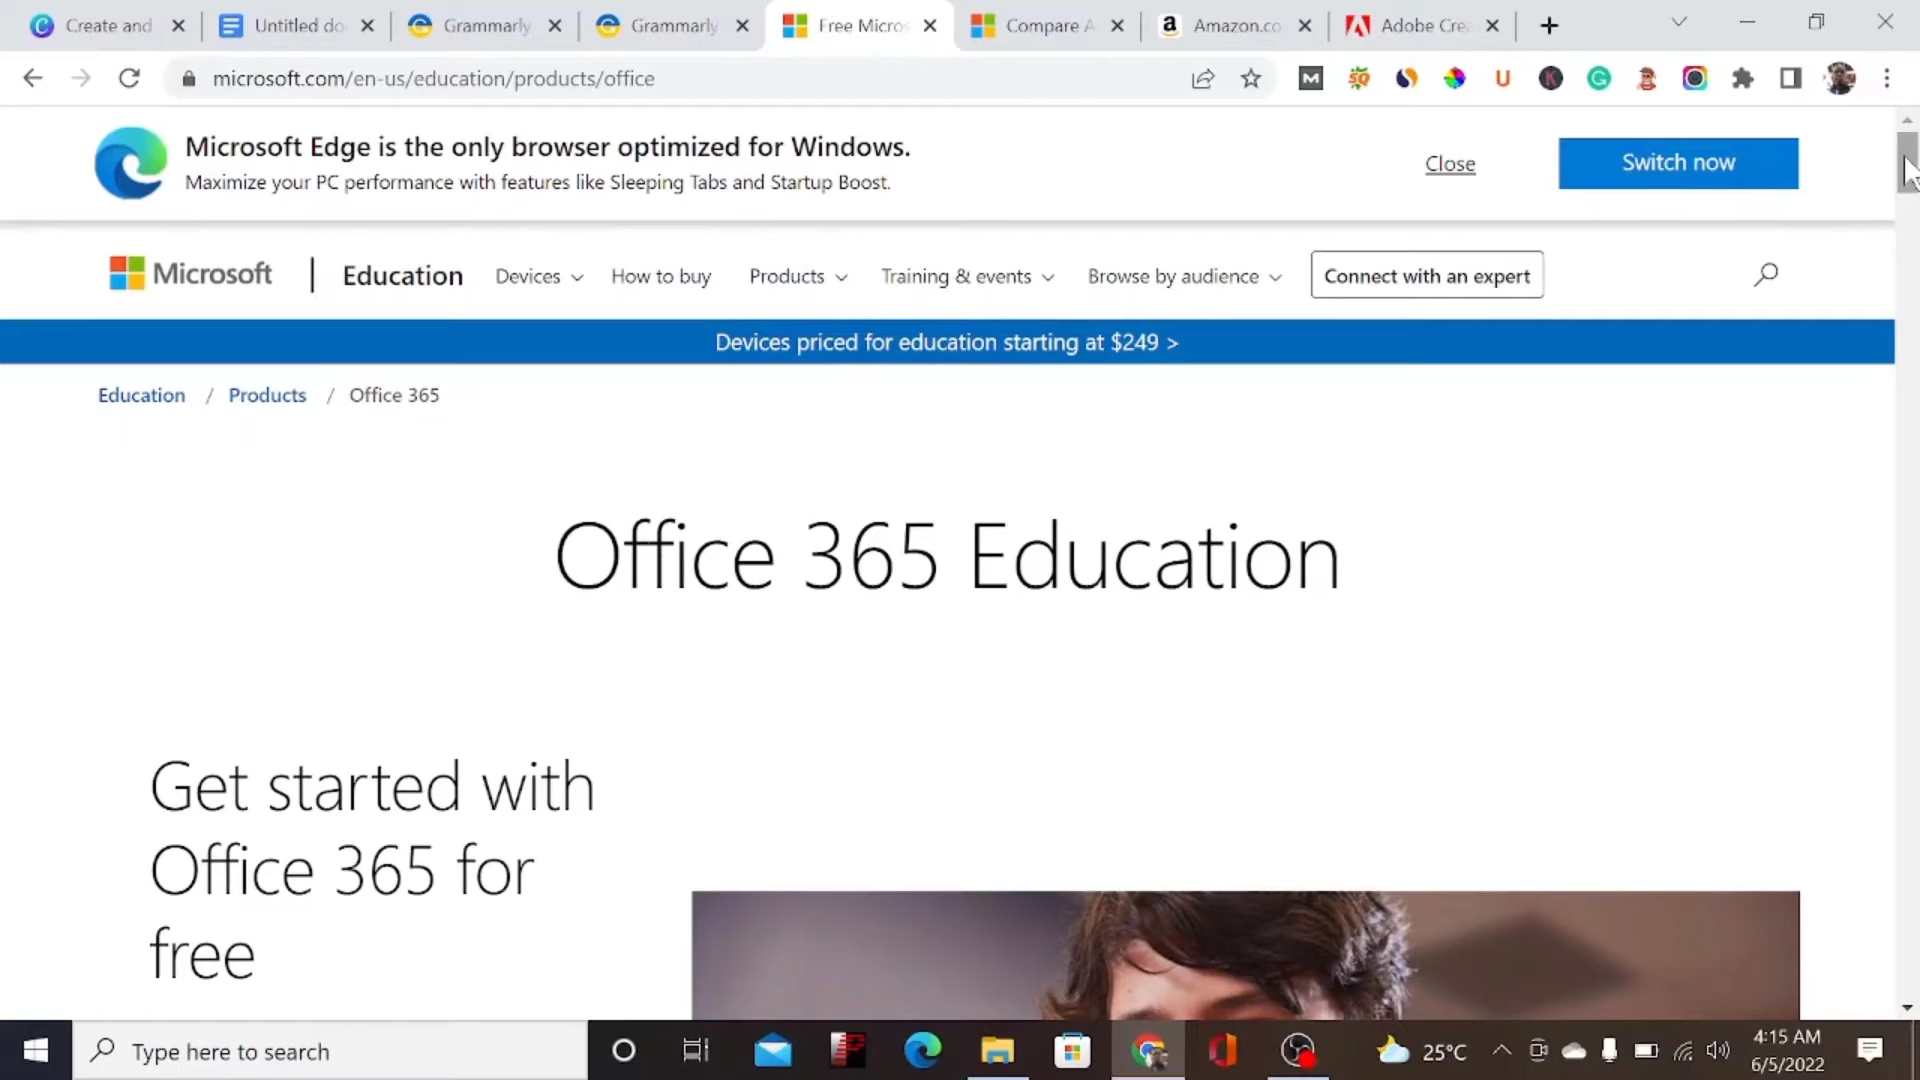 Create and
Untitled do
Grammarly
Grammarly
Free Micros
Compare A
Amazon.co
Adobe Crea
microsoft.com/en-us/education/products/office
Microsoft Edge is the only browser optimized for Windows.
Maximize your PC performance with features like Sleeping Tabs and Startup Boost.
Close
Switch now
Microsoft
Education
Devices
How to buy
Products
Training & events
Browse by audience
Connect with an expert
Devices priced for education starting at $249 >
Education / Products / Office 365
Office 365 Education
Get started with
Office 365 for
free
Type here to search
25°C
4:15 AM
6/5/2022